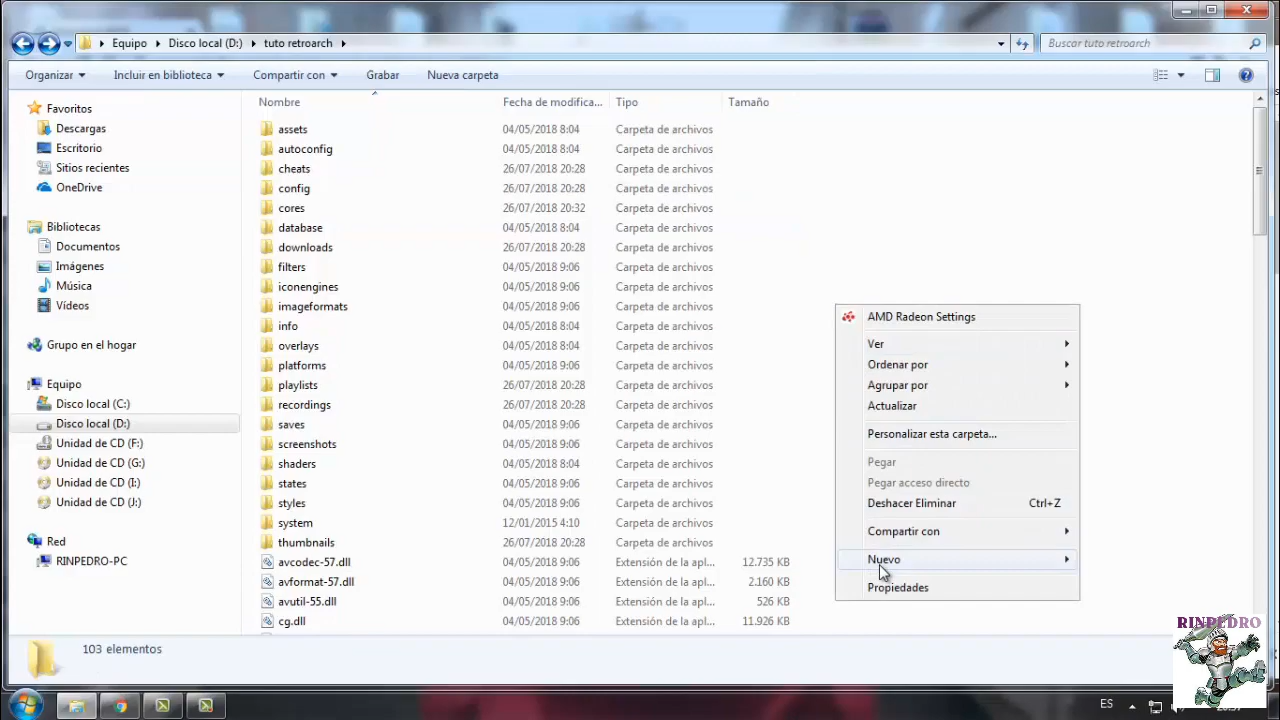 Equipo Disco local (D:) tuto retroarch
Buscar tuto retroarch
Organizar Incluir en biblioteca Compartir con Grabar Nueva carpeta
Nombre Fecha de modifica... Tipo Tamaño
Favoritos
Descargas
Escritorio
Sitios recientes
OneDrive
Bibliotecas
Documentos
Imágenes
Música
Vídeos
Grupo en el hogar
Equipo
Disco local (C:)
Disco local (D:)
Unidad de CD (F:)
Unidad de CD (G:)
Unidad de CD (I:)
Unidad de CD (J:)
Red
RINPEDRO-PC
assets 04/05/2018 8:04 Carpeta de archivos
autoconfig 04/05/2018 8:04 Carpeta de archivos
cheats 26/07/2018 20:28 Carpeta de archivos
config 26/07/2018 20:28 Carpeta de archivos
cores 26/07/2018 20:32 Carpeta de archivos
database 04/05/2018 8:04 Carpeta de archivos
downloads 26/07/2018 20:28 Carpeta de archivos
filters 04/05/2018 9:06 Carpeta de archivos
iconengines 04/05/2018 9:06 Carpeta de archivos
imageformats 04/05/2018 9:06 Carpeta de archivos
info 04/05/2018 8:04 Carpeta de archivos
overlays 04/05/2018 8:04 Carpeta de archivos
platforms 04/05/2018 9:06 Carpeta de archivos
playlists 26/07/2018 20:28 Carpeta de archivos
recordings 26/07/2018 20:28 Carpeta de archivos
saves 04/05/2018 9:06 Carpeta de archivos
screenshots 04/05/2018 9:06 Carpeta de archivos
shaders 04/05/2018 8:04 Carpeta de archivos
states 04/05/2018 9:06 Carpeta de archivos
styles 04/05/2018 9:06 Carpeta de archivos
system 12/01/2015 4:10 Carpeta de archivos
thumbnails 26/07/2018 20:28 Carpeta de archivos
avcodec-57.dll 04/05/2018 9:06 Extensión de la apl... 12.735 KB
avformat-57.dll 04/05/2018 9:06 Extensión de la apl... 2.160 KB
avutil-55.dll 04/05/2018 9:06 Extensión de la apl... 526 KB
cg.dll 04/05/2018 9:06 Extensión de la apl... 11.926 KB
AMD Radeon Settings
Ver
Ordenar por
Agrupar por
Actualizar
Personalizar esta carpeta...
Pegar
Pegar acceso directo
Deshacer Eliminar Ctrl+Z
Compartir con
Nuevo
Propiedades
103 elementos
RINPEDRO
ES